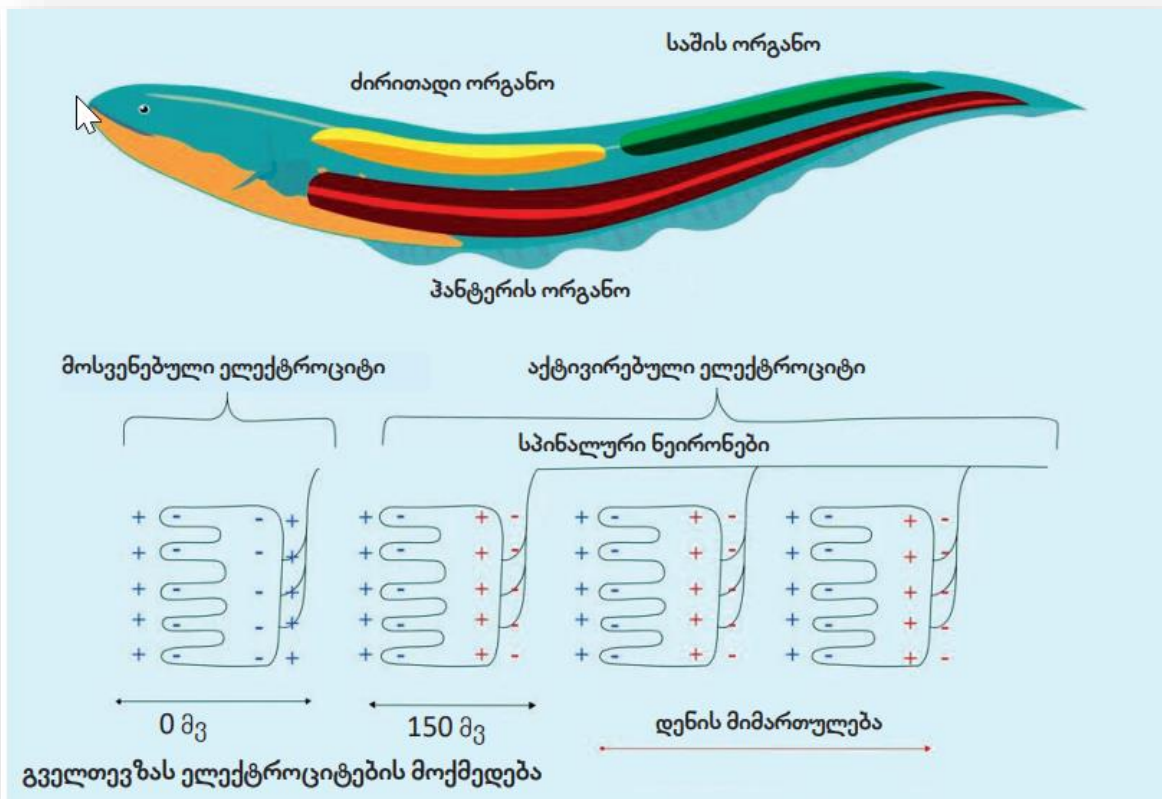 საშის ორგანო
ძირითადი ორგანო
ჰანტერის ორგანო
მოსვენებული ელექტროციტი
აქტივირებული ელექტროციტი
სპინალური ნეირონები
0 მვ
150 მვ
დენის მიმართულება
გველთევზას ელექტროციტების მოქმედება